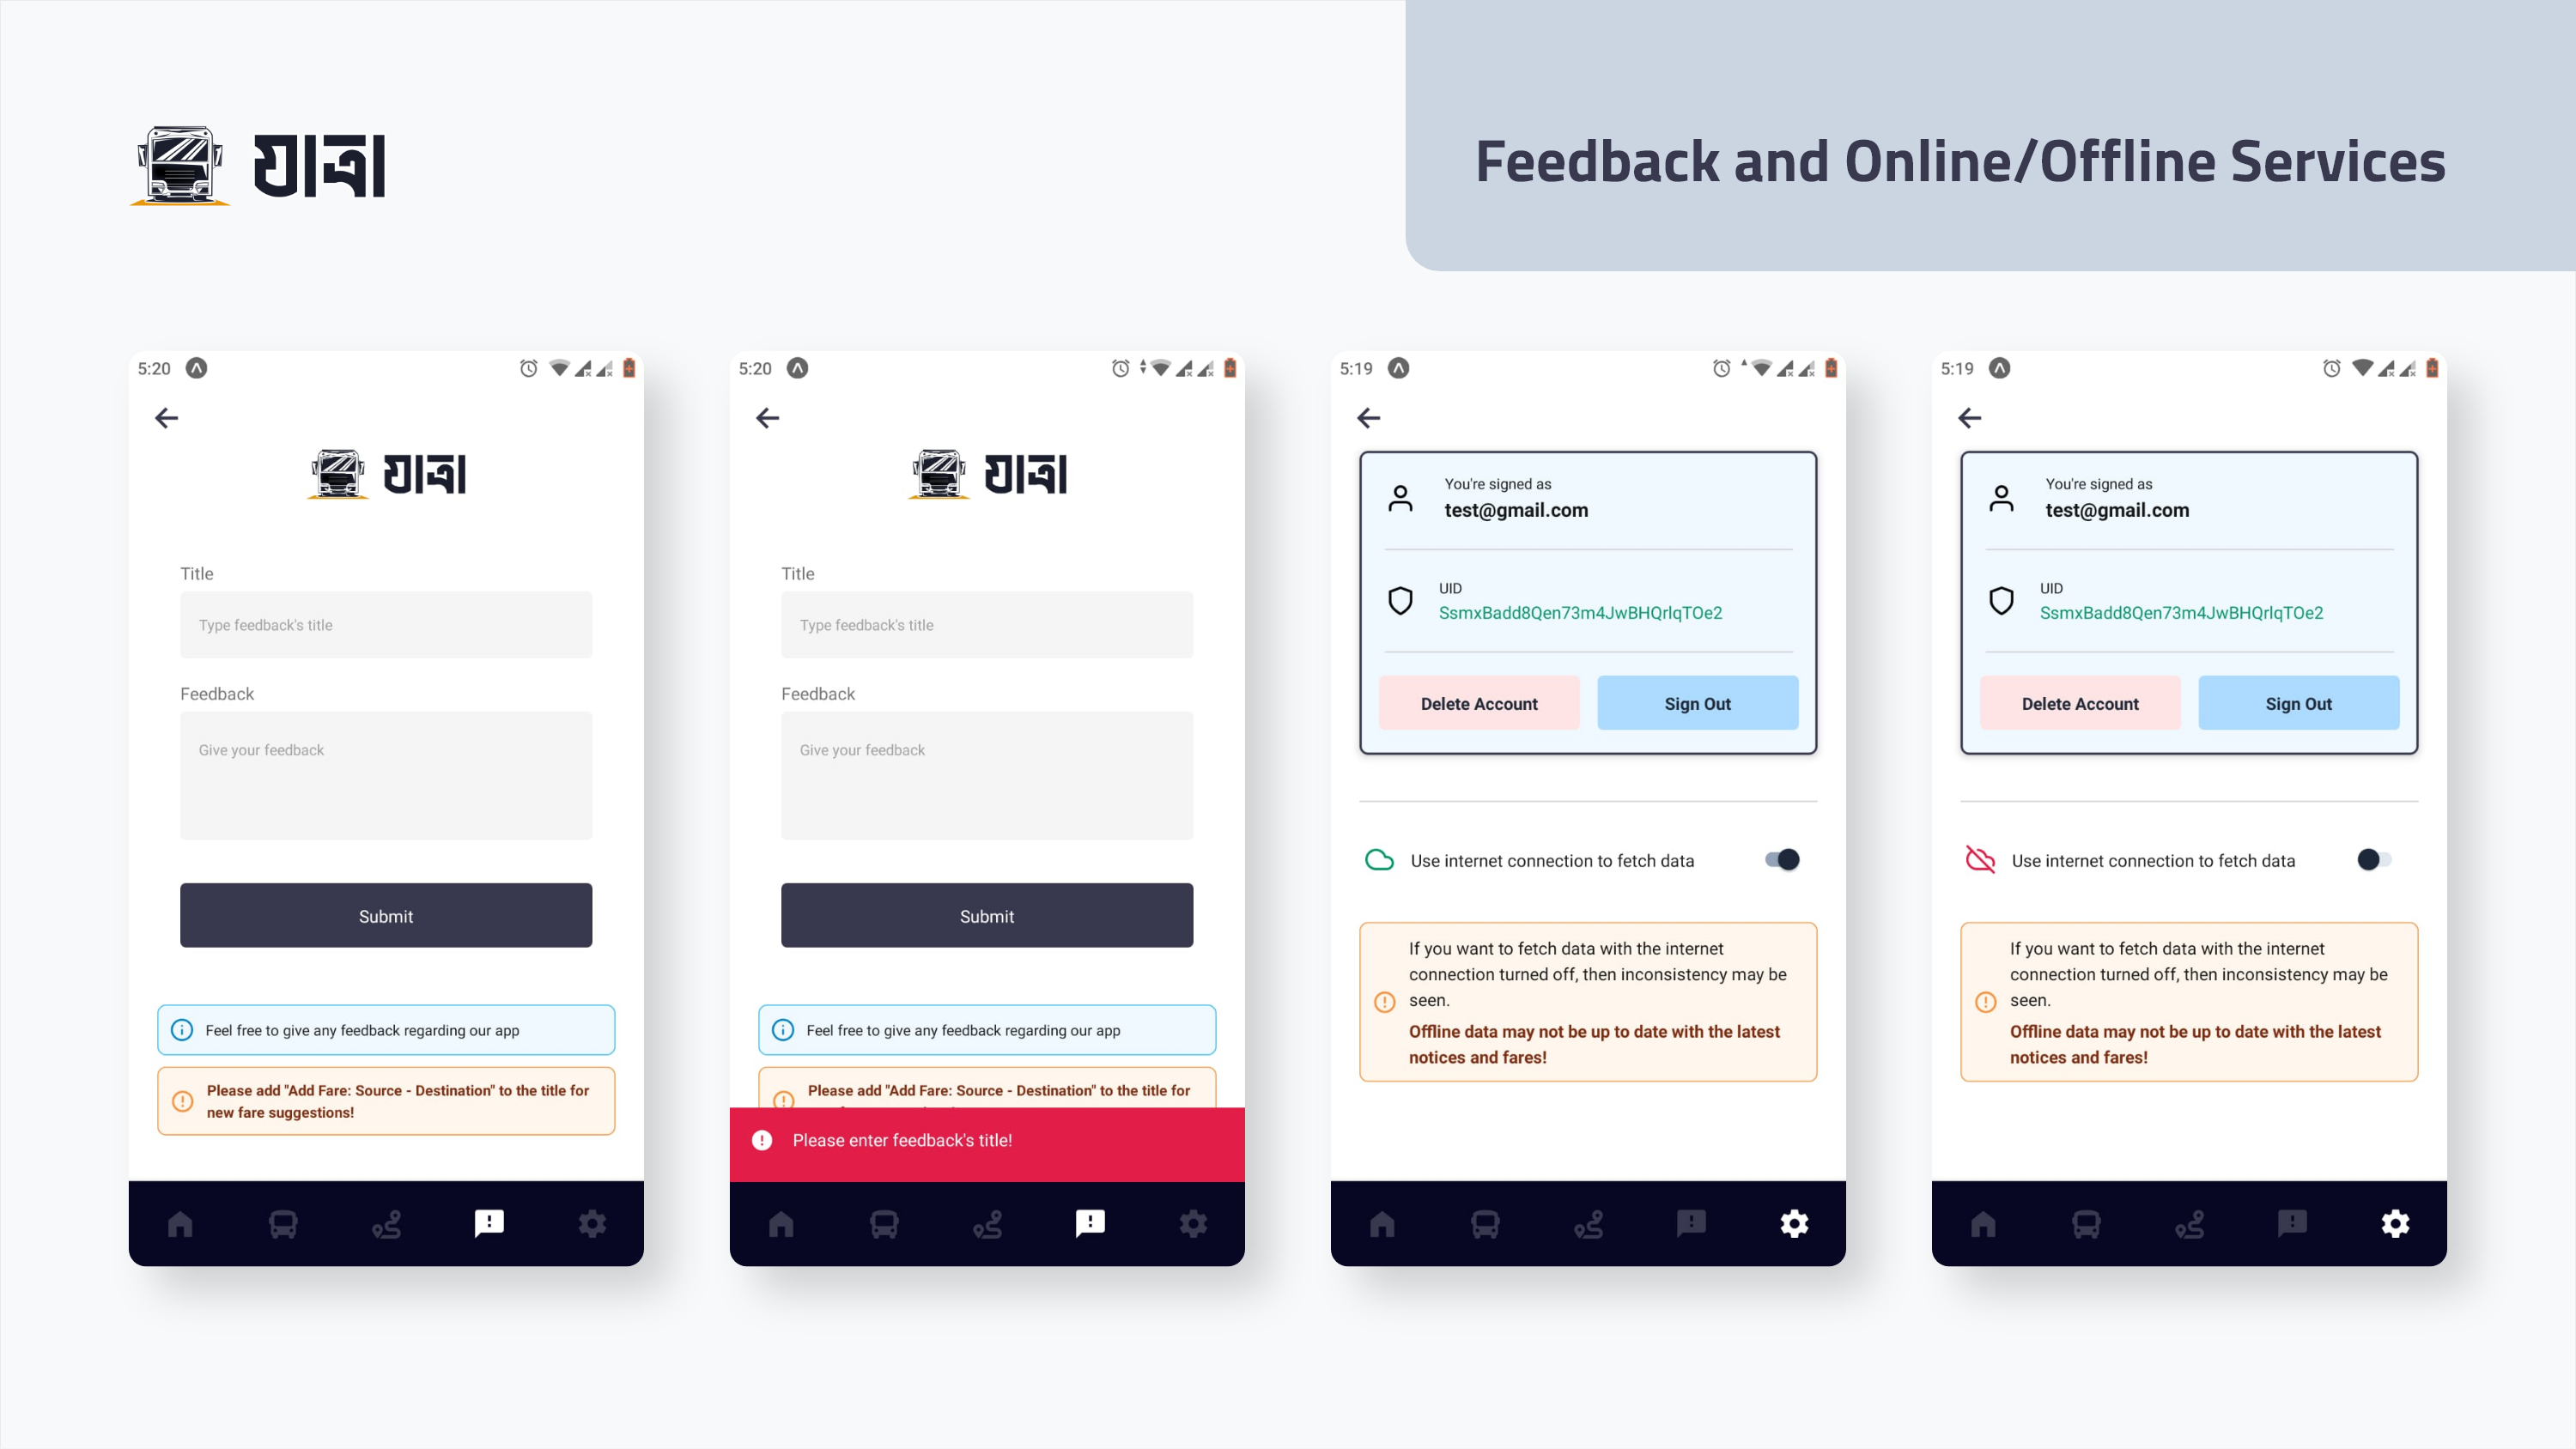 যাত্রা
Feedback and Online/Offline Services
5:20
যাত্রা
Title
Type feedback's title
Feedback
Give your feedback
Submit
Feel free to give any feedback regarding our app
Please add "Add Fare: Source - Destination" to the title for
new fare suggestions!
5:20
যাত্রা
Title
Type feedback's title
Feedback
Give your feedback
Submit
Feel free to give any feedback regarding our app
Please add "Add Fare: Source - Destination" to the title for
Please enter feedback's title!
5:19
You're signed as
test@gmail.com
UID
SsmxBadd8Qen73m4JwBHQrlqTOe2
Delete Account
Sign Out
Use internet connection to fetch data
If you want to fetch data with the internet
connection turned off, then inconsistency may be
seen.
Offline data may not be up to date with the latest
notices and fares!
5:19
You're signed as
test@gmail.com
UID
SsmxBadd8Qen73m4JwBHQrlqTOe2
Delete Account
Sign Out
Use internet connection to fetch data
If you want to fetch data with the internet
connection turned off, then inconsistency may be
seen.
Offline data may not be up to date with the latest
notices and fares!